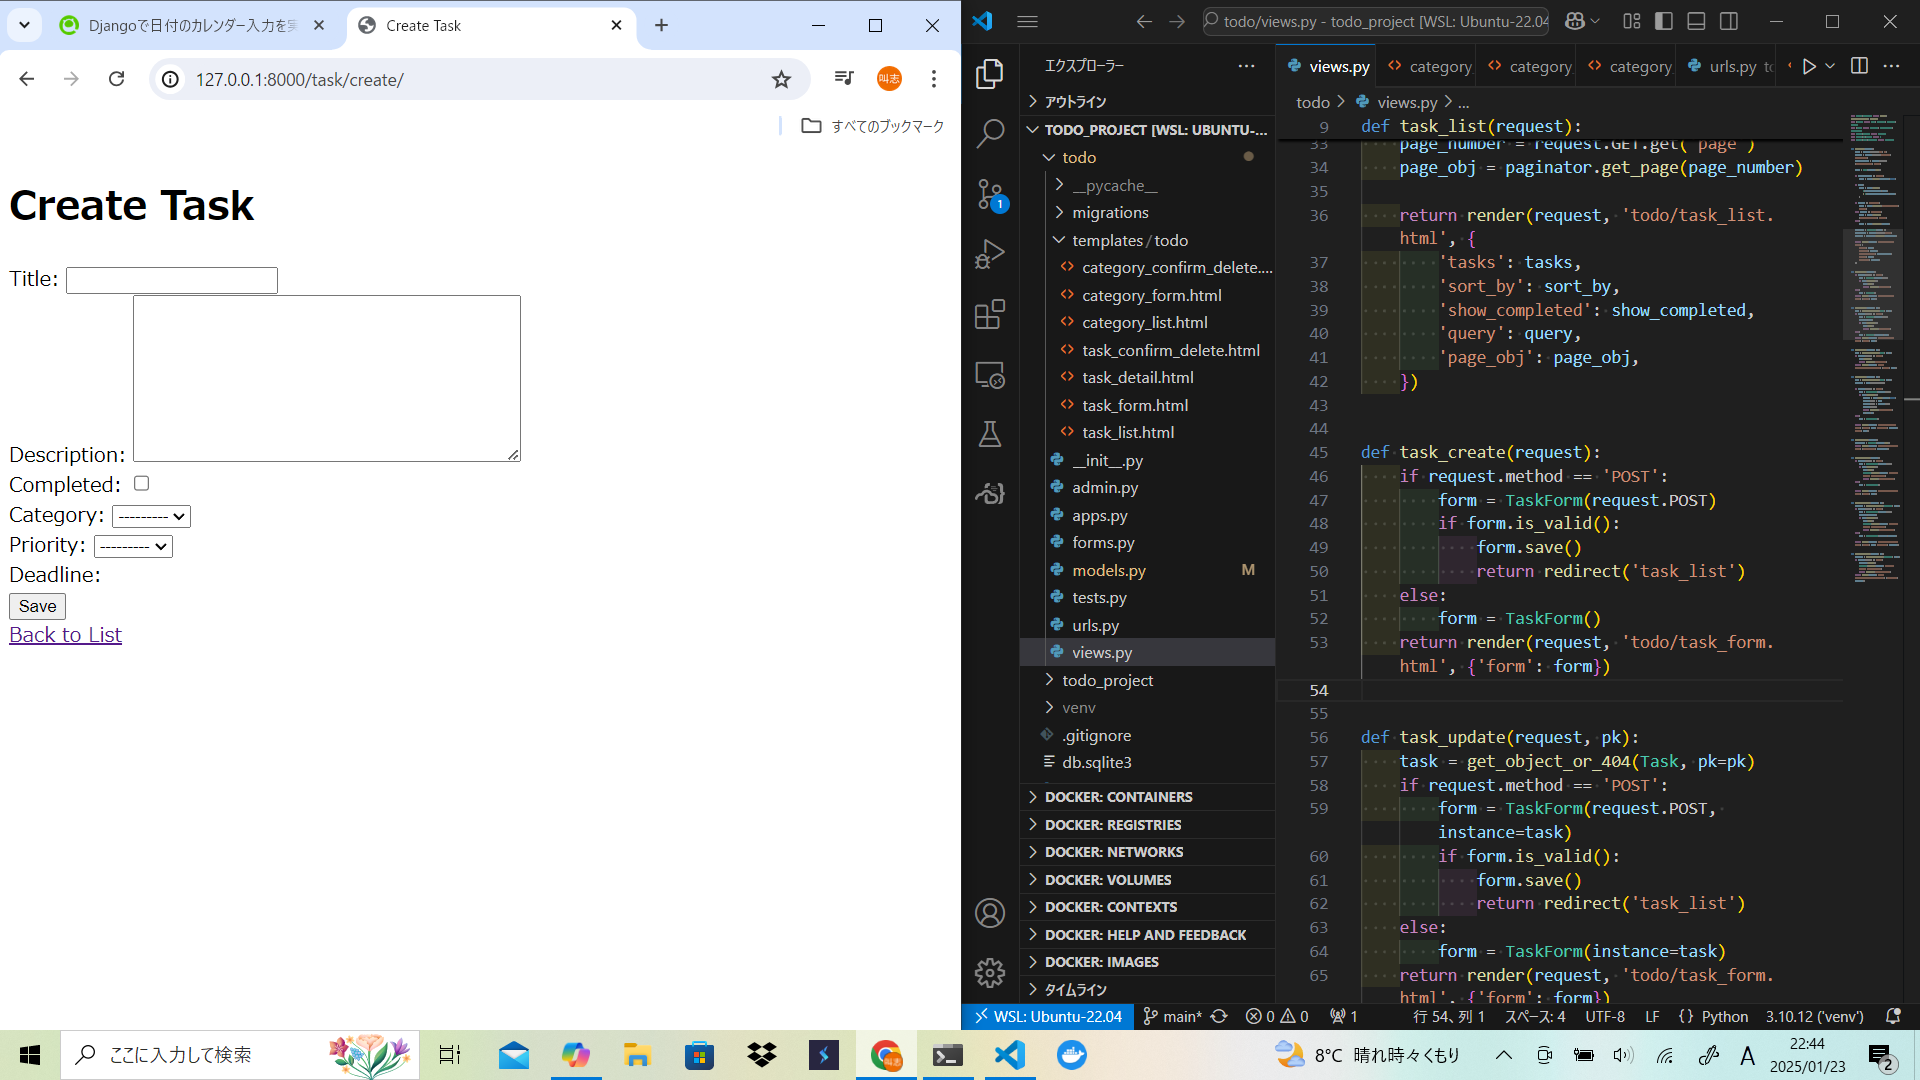 Djangoで日付のカレンダー入力を実
Create Task
127.0.0.1:8000/task/create/
叫志
すべてのブックマーク
Create Task
Title:
Description:
Completed:
Category: ---------
Priority: ---------
Deadline:
Save
Back to List
todo/views.py - todo_project [WSL: Ubuntu-22.04
エクスプローラー
アウトライン
TODO_PROJECT [WSL: UBUNTU-...
todo
__pycache__
migrations
templates/todo
category_confirm_delete....
category_form.html
category_list.html
task_confirm_delete.html
task_detail.html
task_form.html
task_list.html
__init__.py
admin.py
apps.py
forms.py
models.py M
tests.py
urls.py
views.py
todo_project
venv
.gitignore
db.sqlite3
DOCKER: CONTAINERS
DOCKER: REGISTRIES
DOCKER: NETWORKS
DOCKER: VOLUMES
DOCKER: CONTEXTS
DOCKER: HELP AND FEEDBACK
DOCKER: IMAGES
タイムライン
1
views.py category category category urls.py to
todo > views.py > ...
9 def task_list(request):
33 page_number = request.GET.get('page')
34 page_obj = paginator.get_page(page_number)
35
36 return render(request, 'todo/task_list.
html', {
37 'tasks': tasks,
38 'sort_by': sort_by,
39 'show_completed': show_completed,
40 'query': query,
41 'page_obj': page_obj,
42 })
43
44
45 def task_create(request):
46 if request.method == 'POST':
47 form = TaskForm(request.POST)
48 if form.is_valid():
49 form.save()
50 return redirect('task_list')
51 else:
52 form = TaskForm()
53 return render(request, 'todo/task_form.
html', {'form': form})
54
55
56 def task_update(request, pk):
57 task = get_object_or_404(Task, pk=pk)
58 if request.method == 'POST':
59 form = TaskForm(request.POST,
instance=task)
60 if form.is_valid():
61 form.save()
62 return redirect('task_list')
63 else:
64 form = TaskForm(instance=task)
65 return render(request, 'todo/task_form.
html', {'form': form})
WSL: Ubuntu-22.04 main* 0 0 1 行 54、列 1 スペース: 4 UTF-8 LF {} Python 3.10.12 ('venv')
ここに入力して検索
8°C 晴れ時々くもり
A
22:44
2025/01/23
2